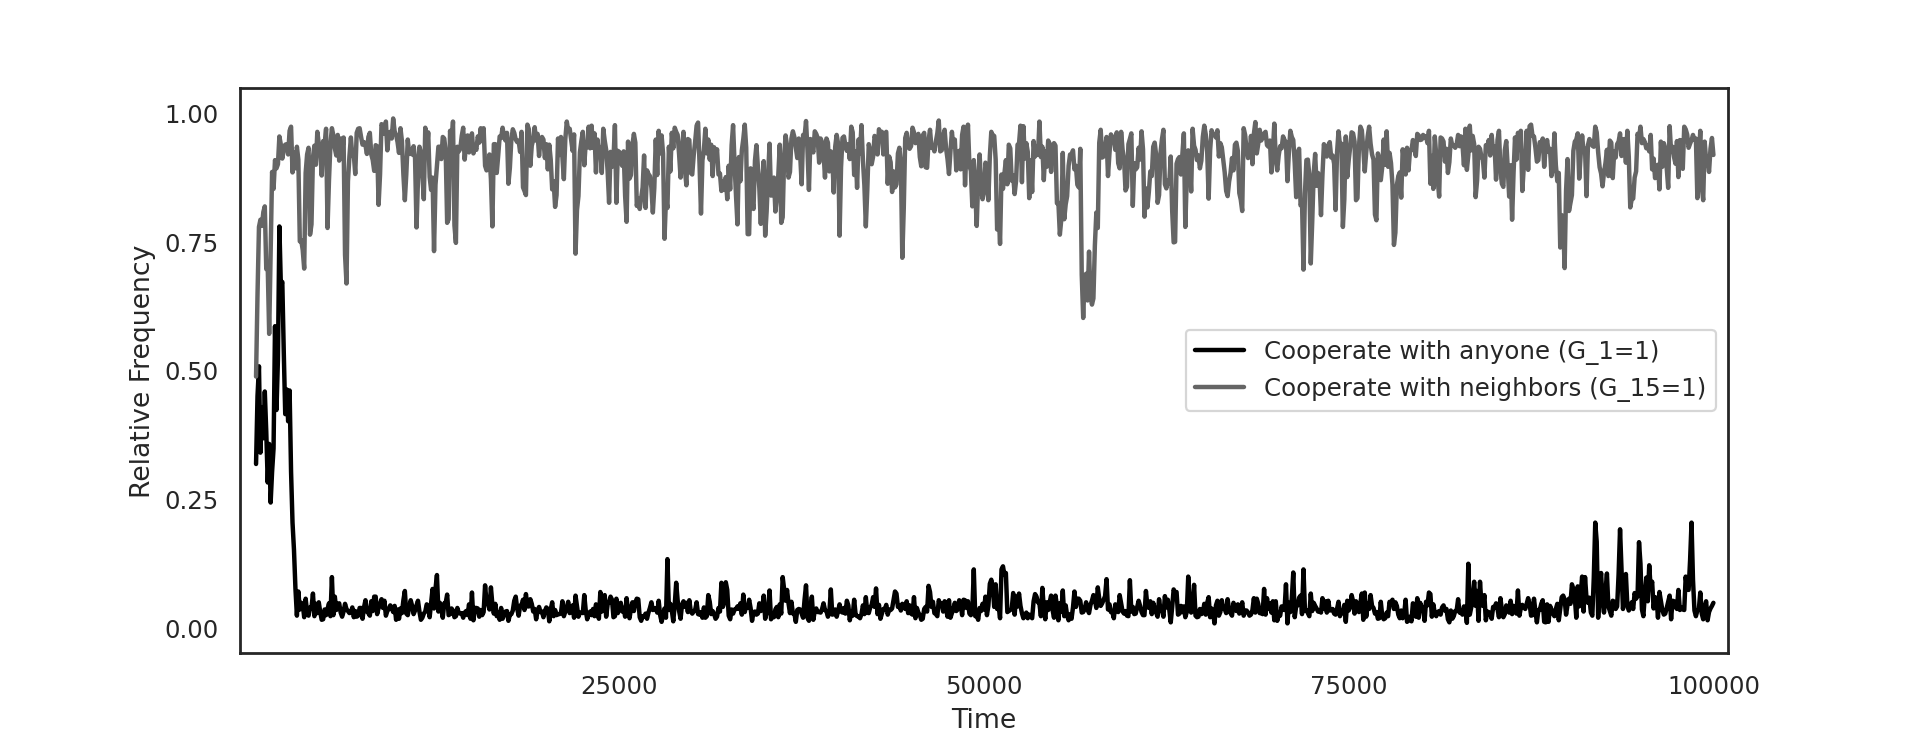 1.00
0.75
0.50
0.25
0.00
Relative Frequency
Cooperate with anyone (G_1=1)
Cooperate with neighbors (G_15=1)
25000 50000 75000 100000
Time